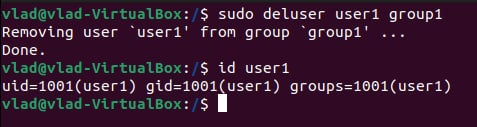 vlad@vlad-VirtualBox:/$ sudo deluser user1 group1
Removing user `user1' from group `group1' ...
Done.
vlad@vlad-VirtualBox:/$ id user1
uid=1001(user1) gid=1001(user1) groups=1001(user1)
vlad@vlad-VirtualBox:/$